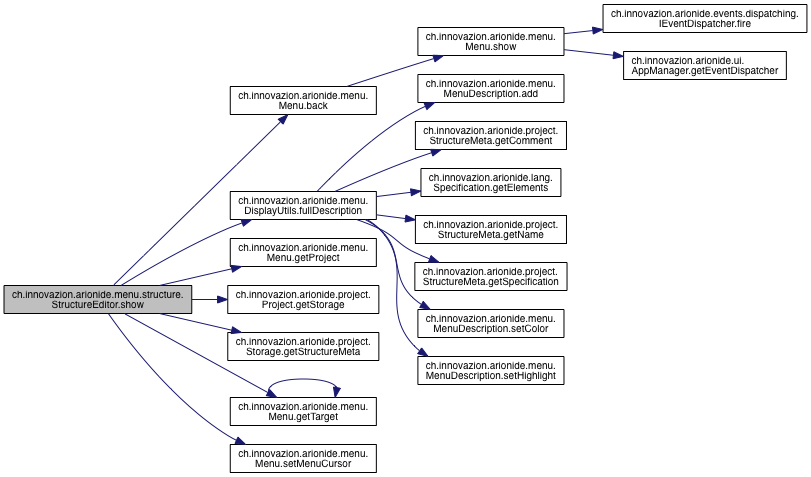 ch.innovazion.arionide.menu.structure.
StructureEditor.show
ch.innovazion.arionide.menu.
Menu.back
ch.innovazion.arionide.menu.
DisplayUtils.fullDescription
ch.innovazion.arionide.menu.
Menu.getProject
ch.innovazion.arionide.project.
Project.getStorage
ch.innovazion.arionide.project.
Storage.getStructureMeta
ch.innovazion.arionide.menu.
Menu.getTarget
ch.innovazion.arionide.menu.
Menu.setMenuCursor
ch.innovazion.arionide.menu.
Menu.show
ch.innovazion.arionide.menu.
MenuDescription.add
ch.innovazion.arionide.project.
StructureMeta.getComment
ch.innovazion.arionide.lang.
Specification.getElements
ch.innovazion.arionide.project.
StructureMeta.getName
ch.innovazion.arionide.project.
StructureMeta.getSpecification
ch.innovazion.arionide.menu.
MenuDescription.setColor
ch.innovazion.arionide.menu.
MenuDescription.setHighlight
ch.innovazion.arionide.events.dispatching.
IEventDispatcher.fire
ch.innovazion.arionide.ui.
AppManager.getEventDispatcher